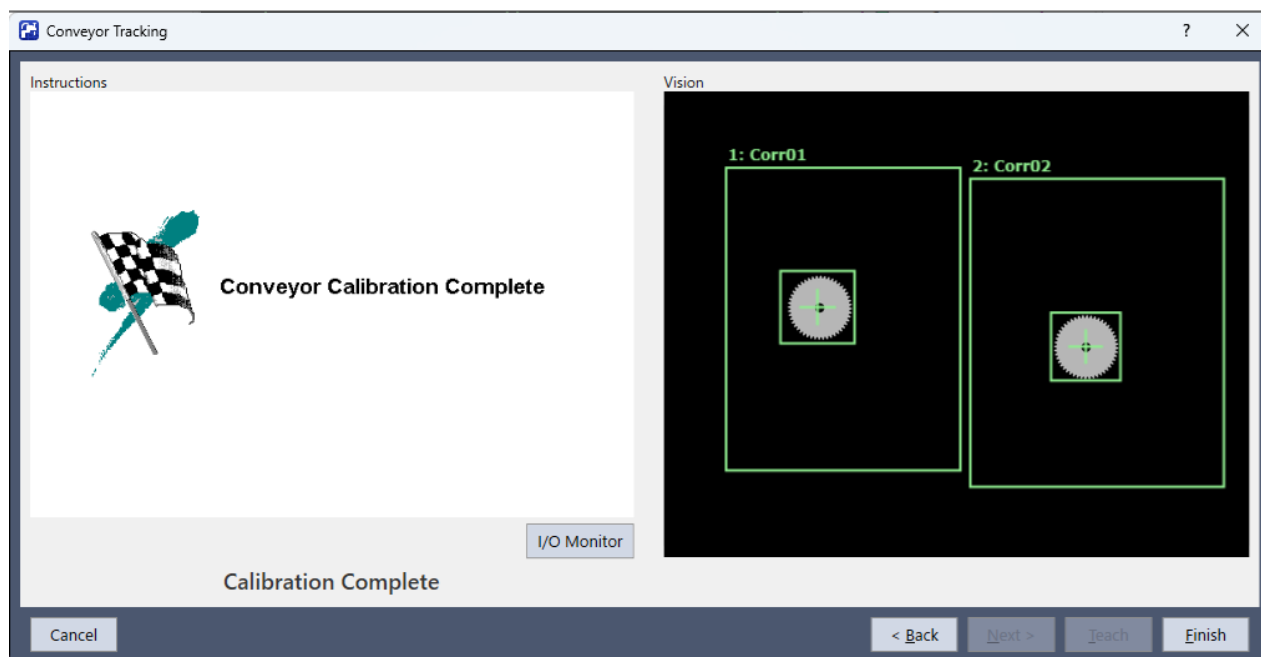 Conveyor Tracking
?
Instructions
Vision
Conveyor Calibration Complete
1: Corr01
2: Corr02
I/O Monitor
Calibration Complete
Cancel
< Back
Next >
Teach
Finish